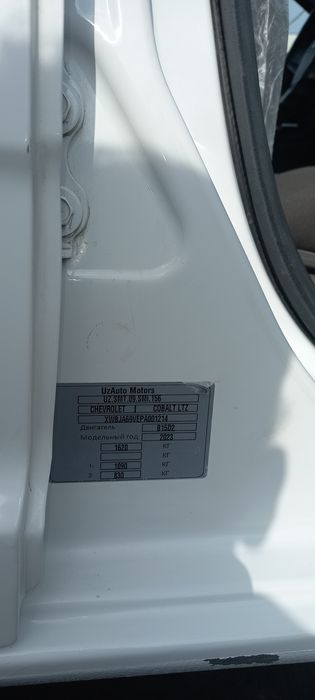 UzAuto Motors
UZ.SMT.09.SMI.156
CHEVROLET COBALT LTZ
XWBJA69VEPA001214
Двигатель B15D2
Модельный год 2023
1620 КГ
КГ
1. 1090 КГ
2. 830 КГ